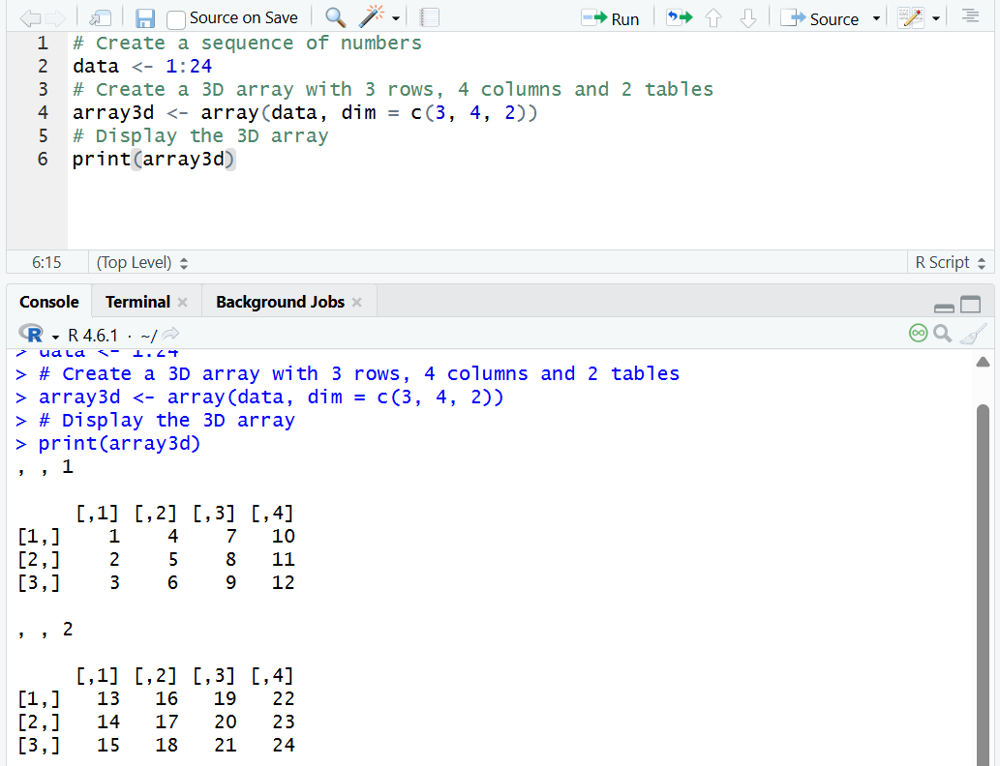 Source on Save Run Source
1 # Create a sequence of numbers
2 data <- 1:24
3 # Create a 3D array with 3 rows, 4 columns and 2 tables
4 array3d <- array(data, dim = c(3, 4, 2))
5 # Display the 3D array
6 print(array3d)
6:15 (Top Level) R Script
Console Terminal Background Jobs
R R 4.6.1 · ~/
> data <- 1:24
> # Create a 3D array with 3 rows, 4 columns and 2 tables
> array3d <- array(data, dim = c(3, 4, 2))
> # Display the 3D array
> print(array3d)
, , 1
[,1] [,2] [,3] [,4]
[1,] 1 4 7 10
[2,] 2 5 8 11
[3,] 3 6 9 12
, , 2
[,1] [,2] [,3] [,4]
[1,] 13 16 19 22
[2,] 14 17 20 23
[3,] 15 18 21 24